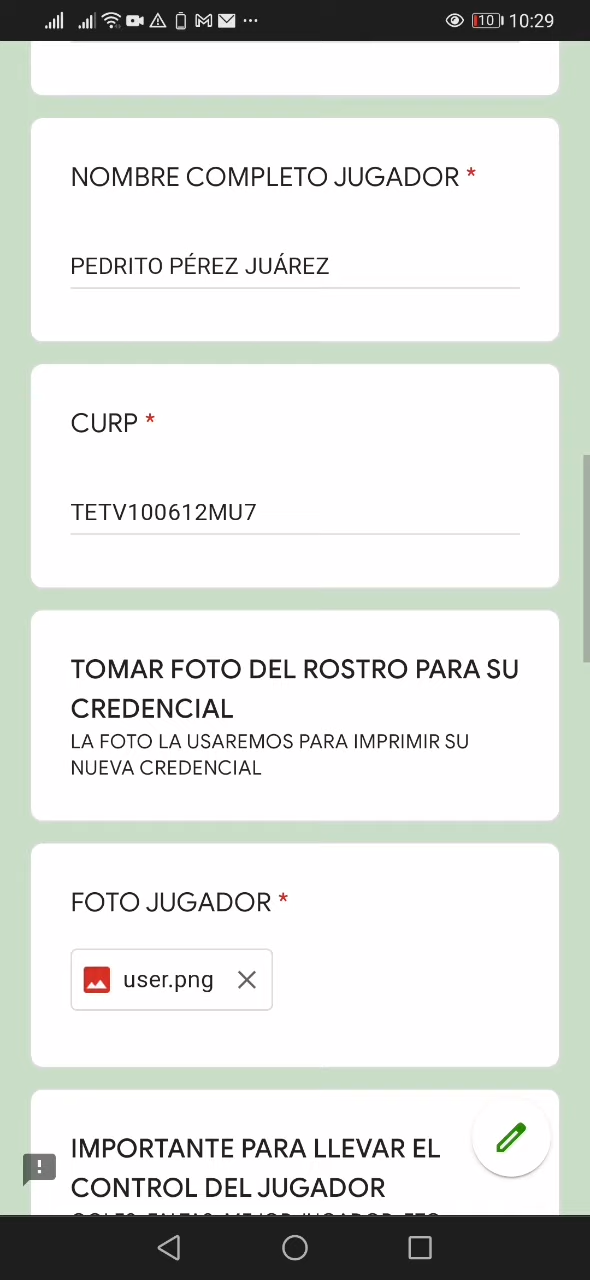 10 10:29
NOMBRE COMPLETO JUGADOR *
PEDRITO PÉREZ JUÁREZ
CURP *
TETV100612MU7
TOMAR FOTO DEL ROSTRO PARA SU
CREDENCIAL
LA FOTO LA USAREMOS PARA IMPRIMIR SU
NUEVA CREDENCIAL
FOTO JUGADOR *
user.png
IMPORTANTE PARA LLEVAR EL
CONTROL DEL JUGADOR